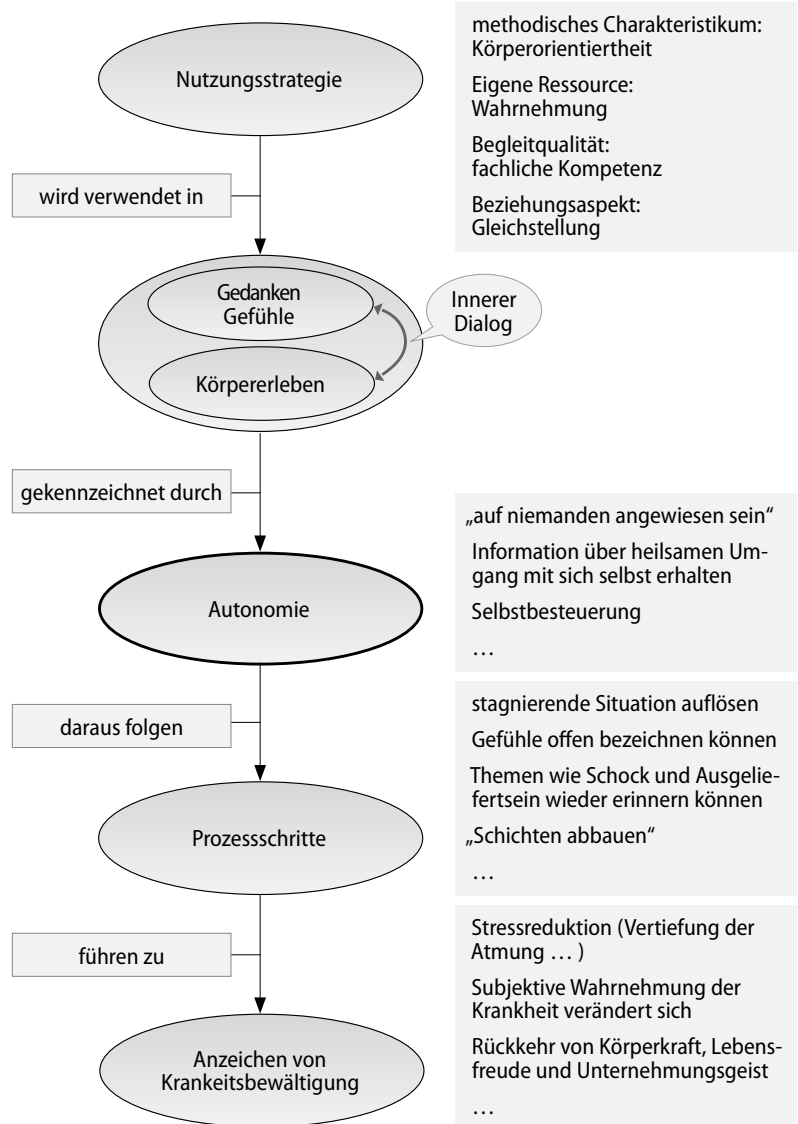 Nutzungsstrategie
methodisches Charakteristikum:
Körperorientiertheit
Eigene Ressource:
Wahrnehmung
Begleitqualität:
fachliche Kompetenz
Beziehungsaspekt:
Gleichstellung
wird verwendet in
Gedanken
Gefühle
Körpererleben
Innerer
Dialog
gekennzeichnet durch
Autonomie
„auf niemanden angewiesen sein“
Information über heilsamen Um-
gang mit sich selbst erhalten
Selbstbesteuerung
…
daraus folgen
Prozessschritte
stagnierende Situation auflösen
Gefühle offen bezeichnen können
Themen wie Schock und Ausgelie-
fertsein wieder erinnern können
„Schichten abbauen“
…
führen zu
Anzeichen von
Krankeitsbewältigung
Stressreduktion (Vertiefung der
Atmung … )
Subjektive Wahrnehmung der
Krankheit verändert sich
Rückkehr von Körperkraft, Lebens-
freude und Unternehmungsgeist
…